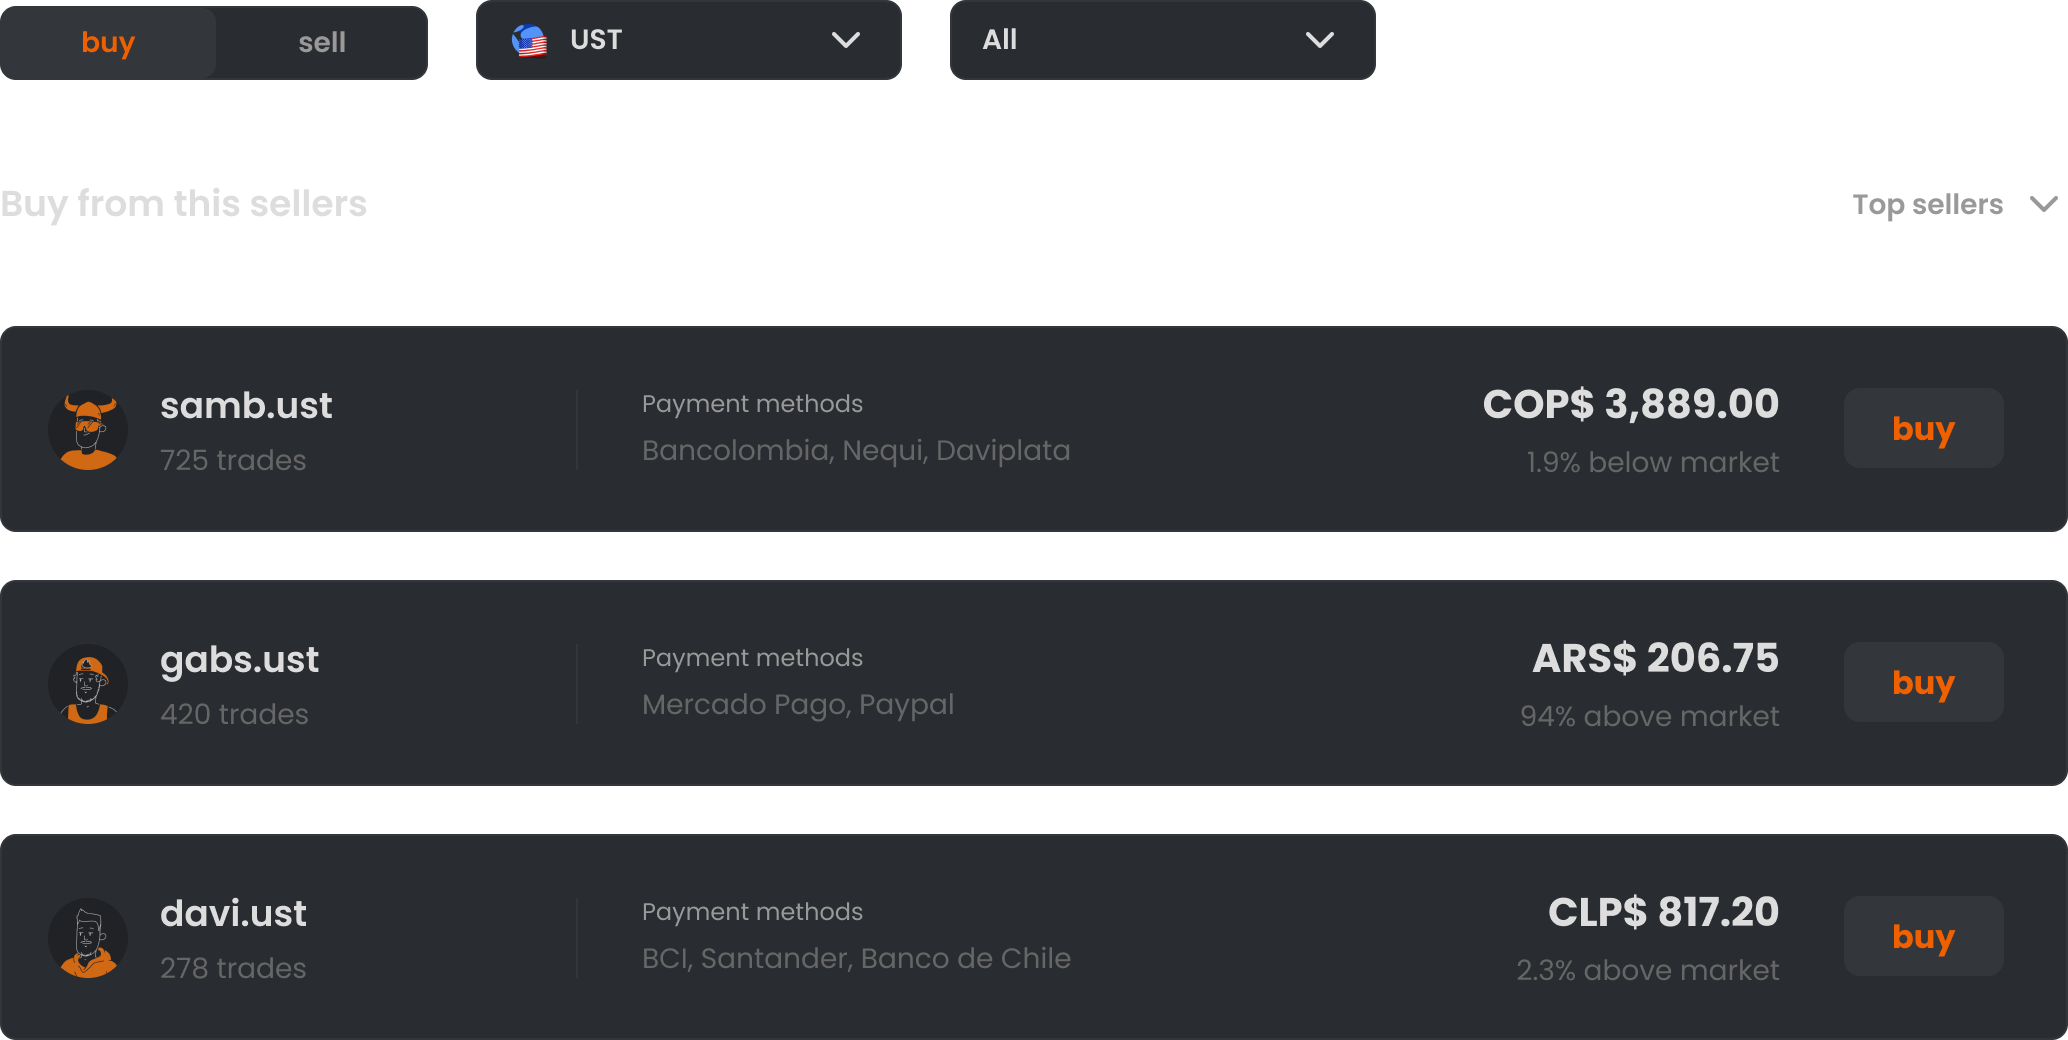 buy
sell
UST
All
Buy from this sellers
Top sellers
samb.ust
725 trades
Payment methods
Bancolombia, Nequi, Daviplata
COP$ 3,889.00
1.9% below market
buy
gabs.ust
420 trades
Payment methods
Mercado Pago, Paypal
ARS$ 206.75
94% above market
buy
davi.ust
278 trades
Payment methods
BCI, Santander, Banco de Chile
CLP$ 817.20
2.3% above market
buy